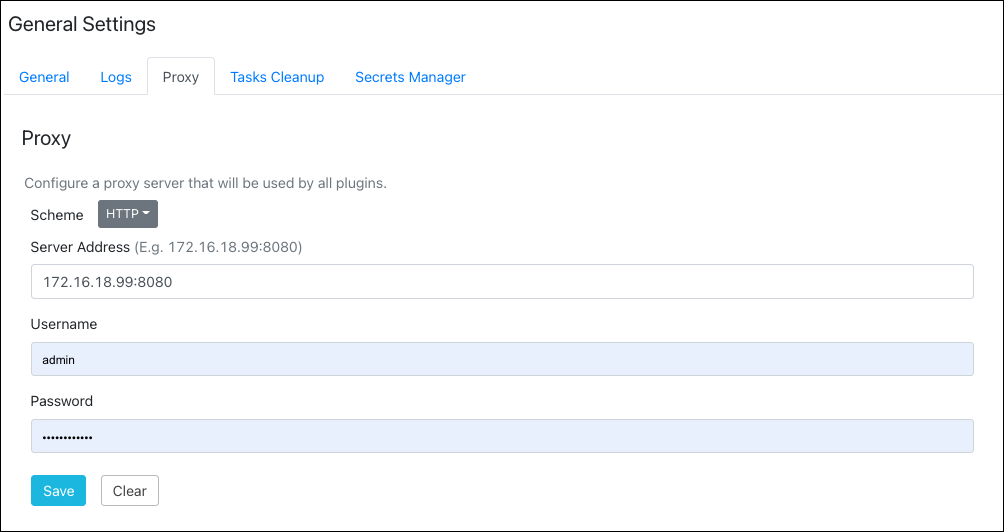 General Settings
General Logs Proxy Tasks Cleanup Secrets Manager
Proxy
Configure a proxy server that will be used by all plugins.
Scheme HTTP
Server Address (E.g. 172.16.18.99:8080)
172.16.18.99:8080
Username
admin
Password
••••••••••••
Save Clear